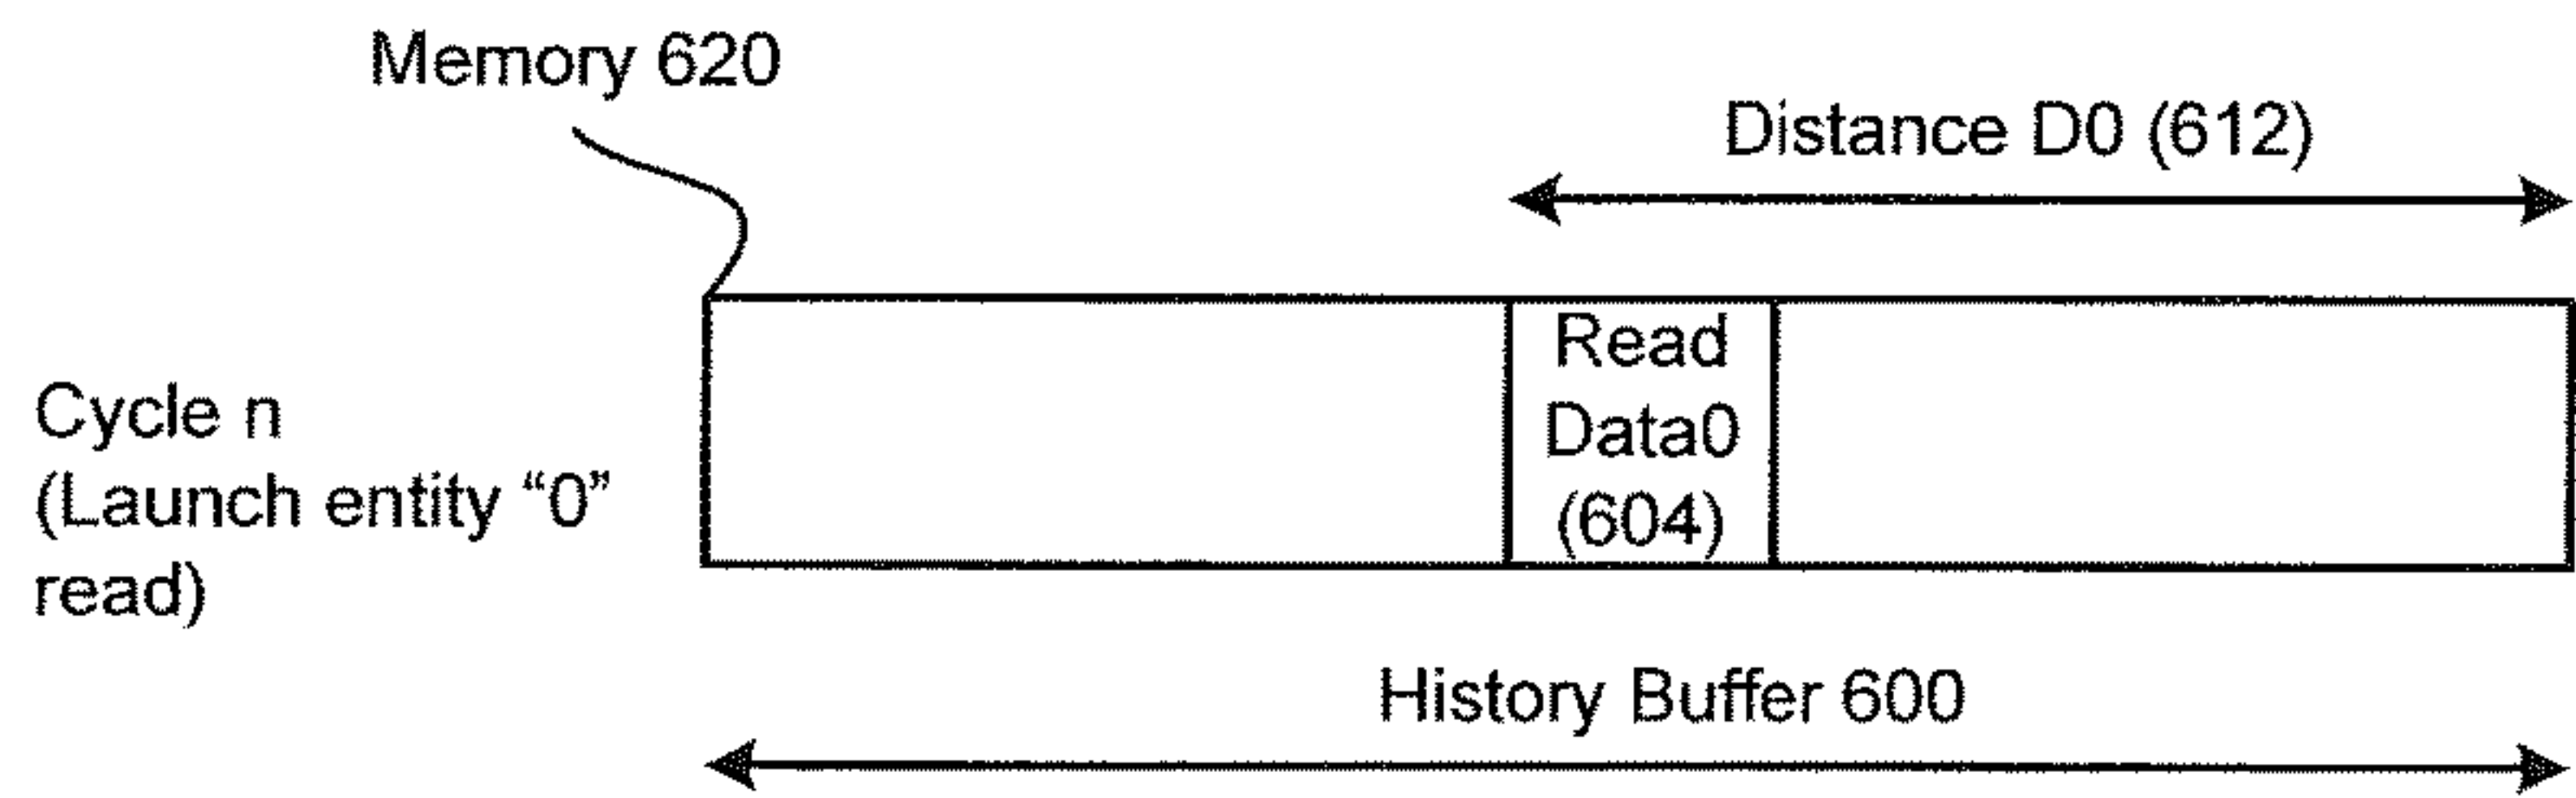 Memory 620
Distance D0 (612)
Cycle n
(Launch entity “0”
read)
Read
Data0
(604)
History Buffer 600